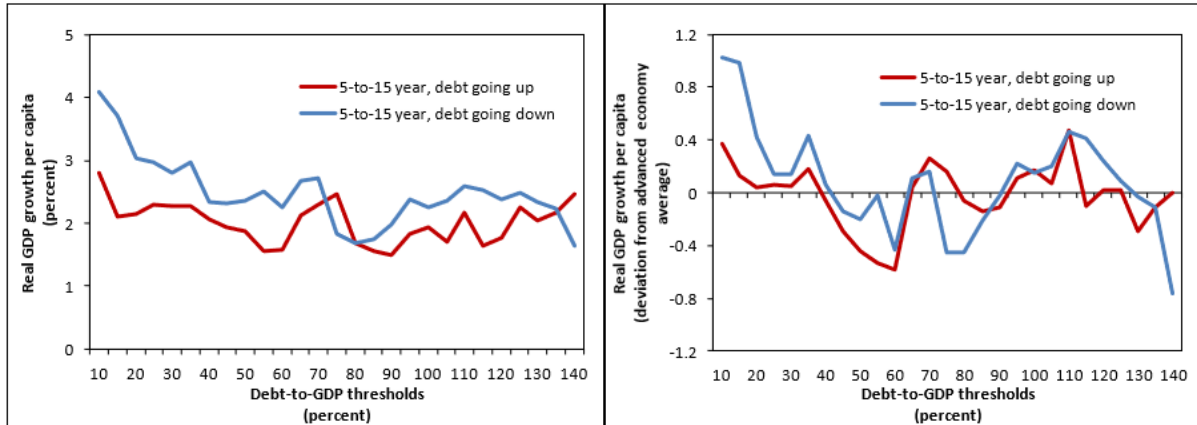 Real GDP growth per capita
(percent)
5
4
3
2
1
0
5-to-15 year, debt going up
5-to-15 year, debt going down
10 20 30 40 50 60 70 80 90 100 110 120 130 140
Debt-to-GDP thresholds
(percent)
Real GDP growth per capita
(deviation from advanced economy
average)
1.2
0.8
0.4
0
-0.4
-0.8
-1.2
5-to-15 year, debt going up
5-to-15 year, debt going down
10 20 30 40 50 60 70 80 90 100 110 120 130 140
Debt-to-GDP thresholds
(percent)